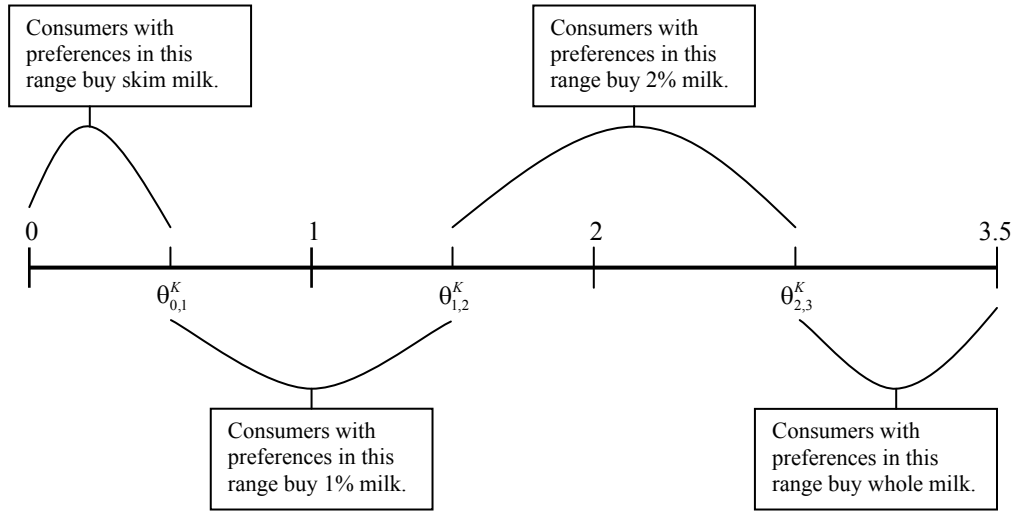 Consumers with
preferences in this
range buy skim milk.
Consumers with
preferences in this
range buy 2% milk.
0
1
2
3.5
θ^K_{0,1}
θ^K_{1,2}
θ^K_{2,3}
Consumers with
preferences in this
range buy 1% milk.
Consumers with
preferences in this
range buy whole milk.